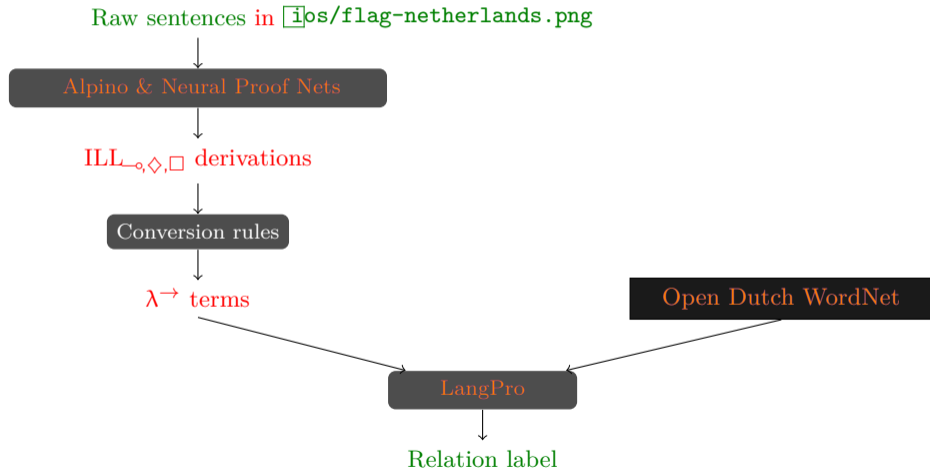 Raw sentences in ios/flag-netherlands.png
Alpino & Neural Proof Nets
ILL⊸,◇,□ derivations
Conversion rules
λ→ terms
Open Dutch WordNet
LangPro
Relation label